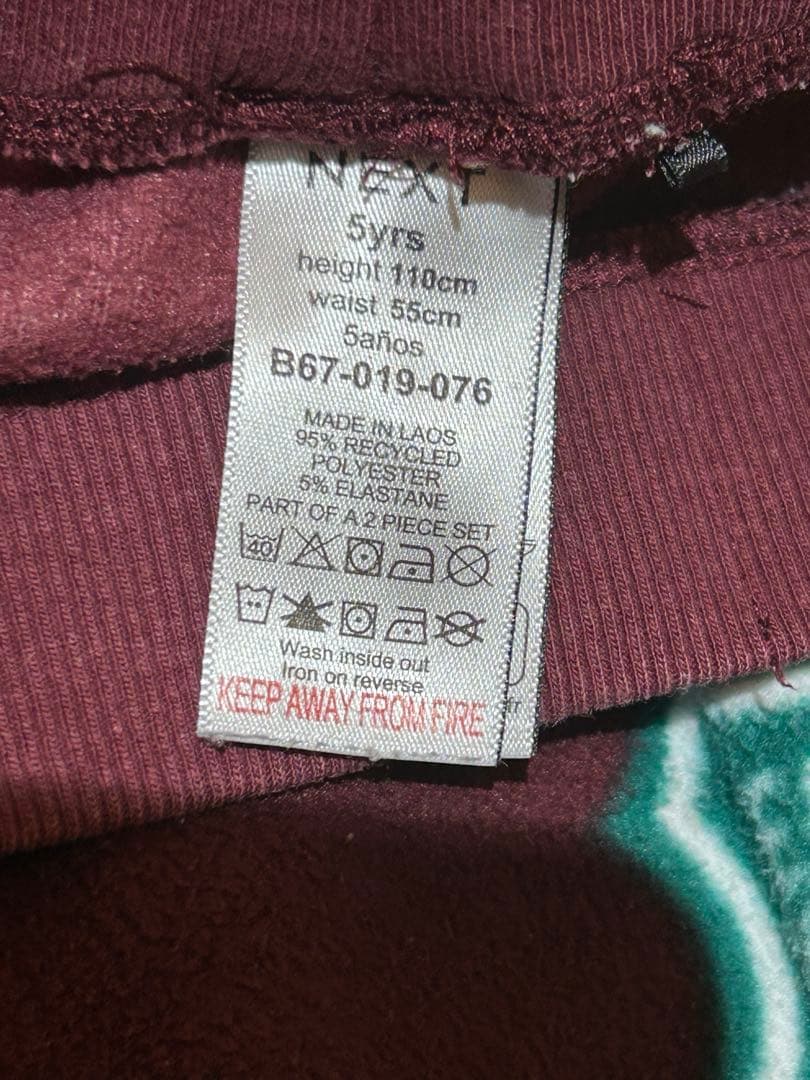 NEXT
5yrs
height 110cm
waist 55cm
5años
B67-019-076
MADE IN LAOS
95% RECYCLED
POLYESTER
5% ELASTANE
PART OF A 2 PIECE SET
40
Wash inside out
Iron on reverse
KEEP AWAY FROM FIRE